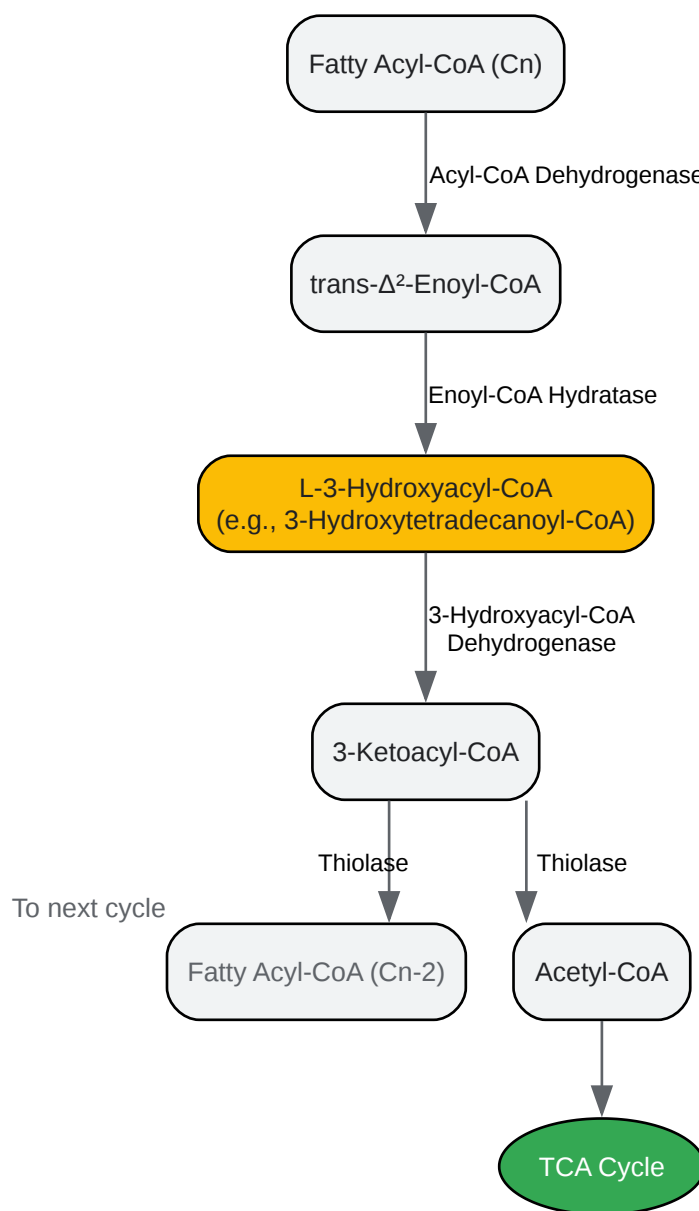 Fatty Acyl-CoA (Cn)
Acyl-CoA Dehydrogenase
trans-Δ²-Enoyl-CoA
Enoyl-CoA Hydratase
L-3-Hydroxyacyl-CoA
(e.g., 3-Hydroxytetradecanoyl-CoA)
3-Hydroxyacyl-CoA
Dehydrogenase
3-Ketoacyl-CoA
Thiolase
Thiolase
To next cycle
Fatty Acyl-CoA (Cn-2)
Acetyl-CoA
TCA Cycle